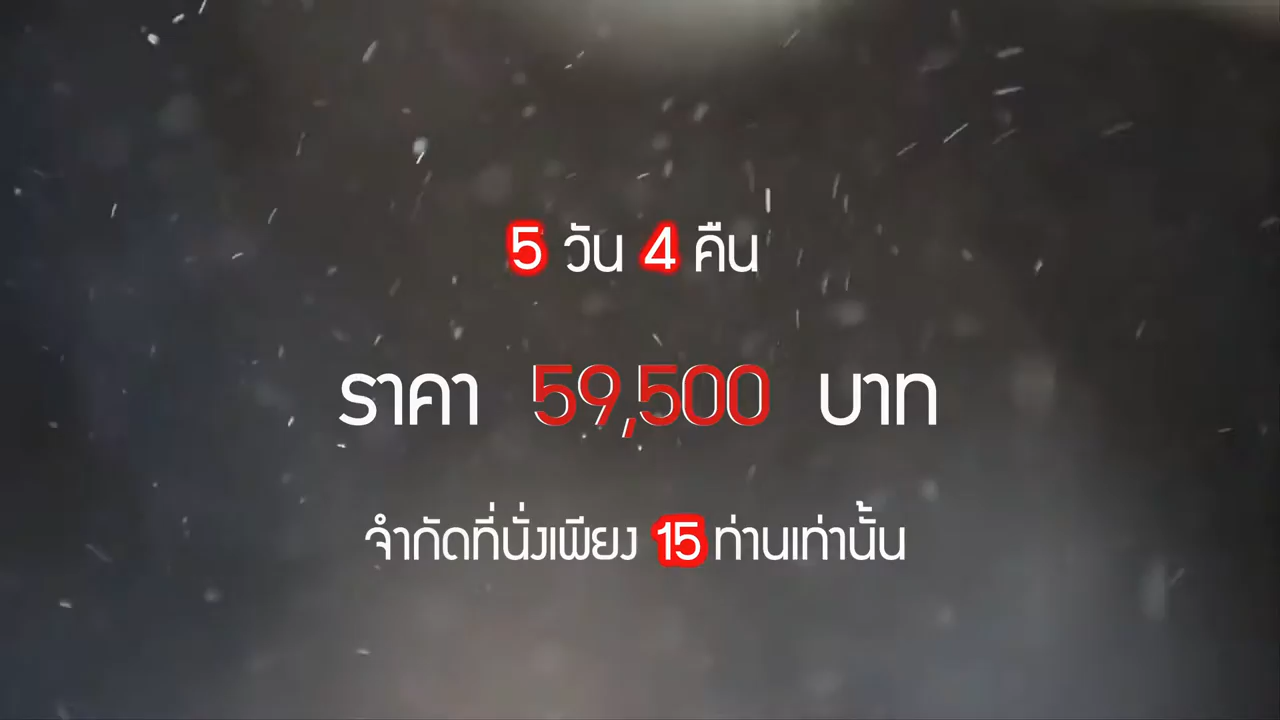 5 วัน 4 คืน
ราคา 59,500 บาท
จำกัดที่นั่งเพียง 15 ท่านเท่านั้น